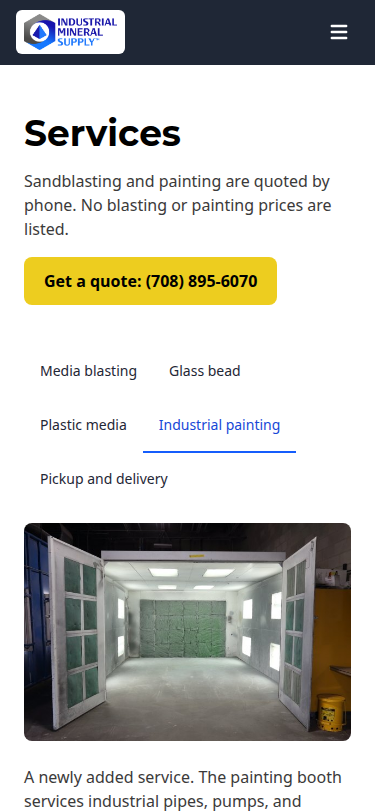 INDUSTRIAL
MINERAL
SUPPLY™
Services
Sandblasting and painting are quoted by
phone. No blasting or painting prices are
listed.
Get a quote: (708) 895-6070
Media blasting Glass bead
Plastic media Industrial painting
Pickup and delivery
A newly added service. The painting booth
services industrial pipes, pumps, and